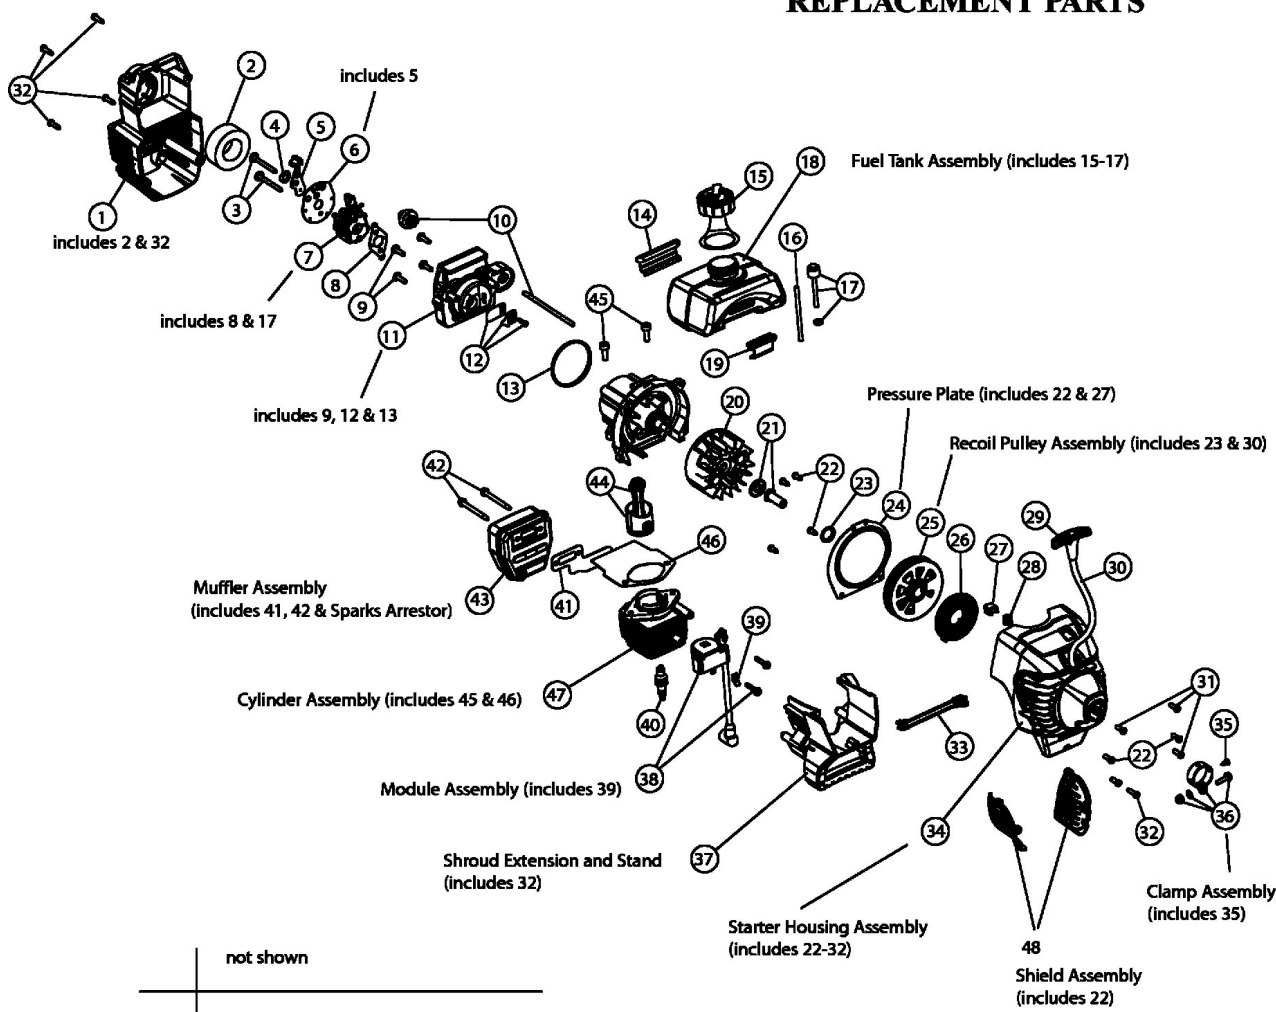 REPLACEMENT PARTS
32
2
includes 5
4
5
6
1
includes 2 & 32
3
7
8
9
10
includes 8 & 17
11
12
13
includes 9, 12 & 13
14
15
18
Fuel Tank Assembly (includes 15-17)
16
17
45
19
20
21
22
23
24
Pressure Plate (includes 22 & 27)
Recoil Pulley Assembly (includes 23 & 30)
25
26
27
28
29
30
42
44
43
41
46
Muffler Assembly
(includes 41, 42 & Sparks Arrestor)
39
Cylinder Assembly (includes 45 & 46)
47
40
38
Module Assembly (includes 39)
33
31
35
22
36
32
34
37
Shroud Extension and Stand
(includes 32)
Starter Housing Assembly
(includes 22-32)
48
Shield Assembly
(includes 22)
Clamp Assembly
(includes 35)
not shown